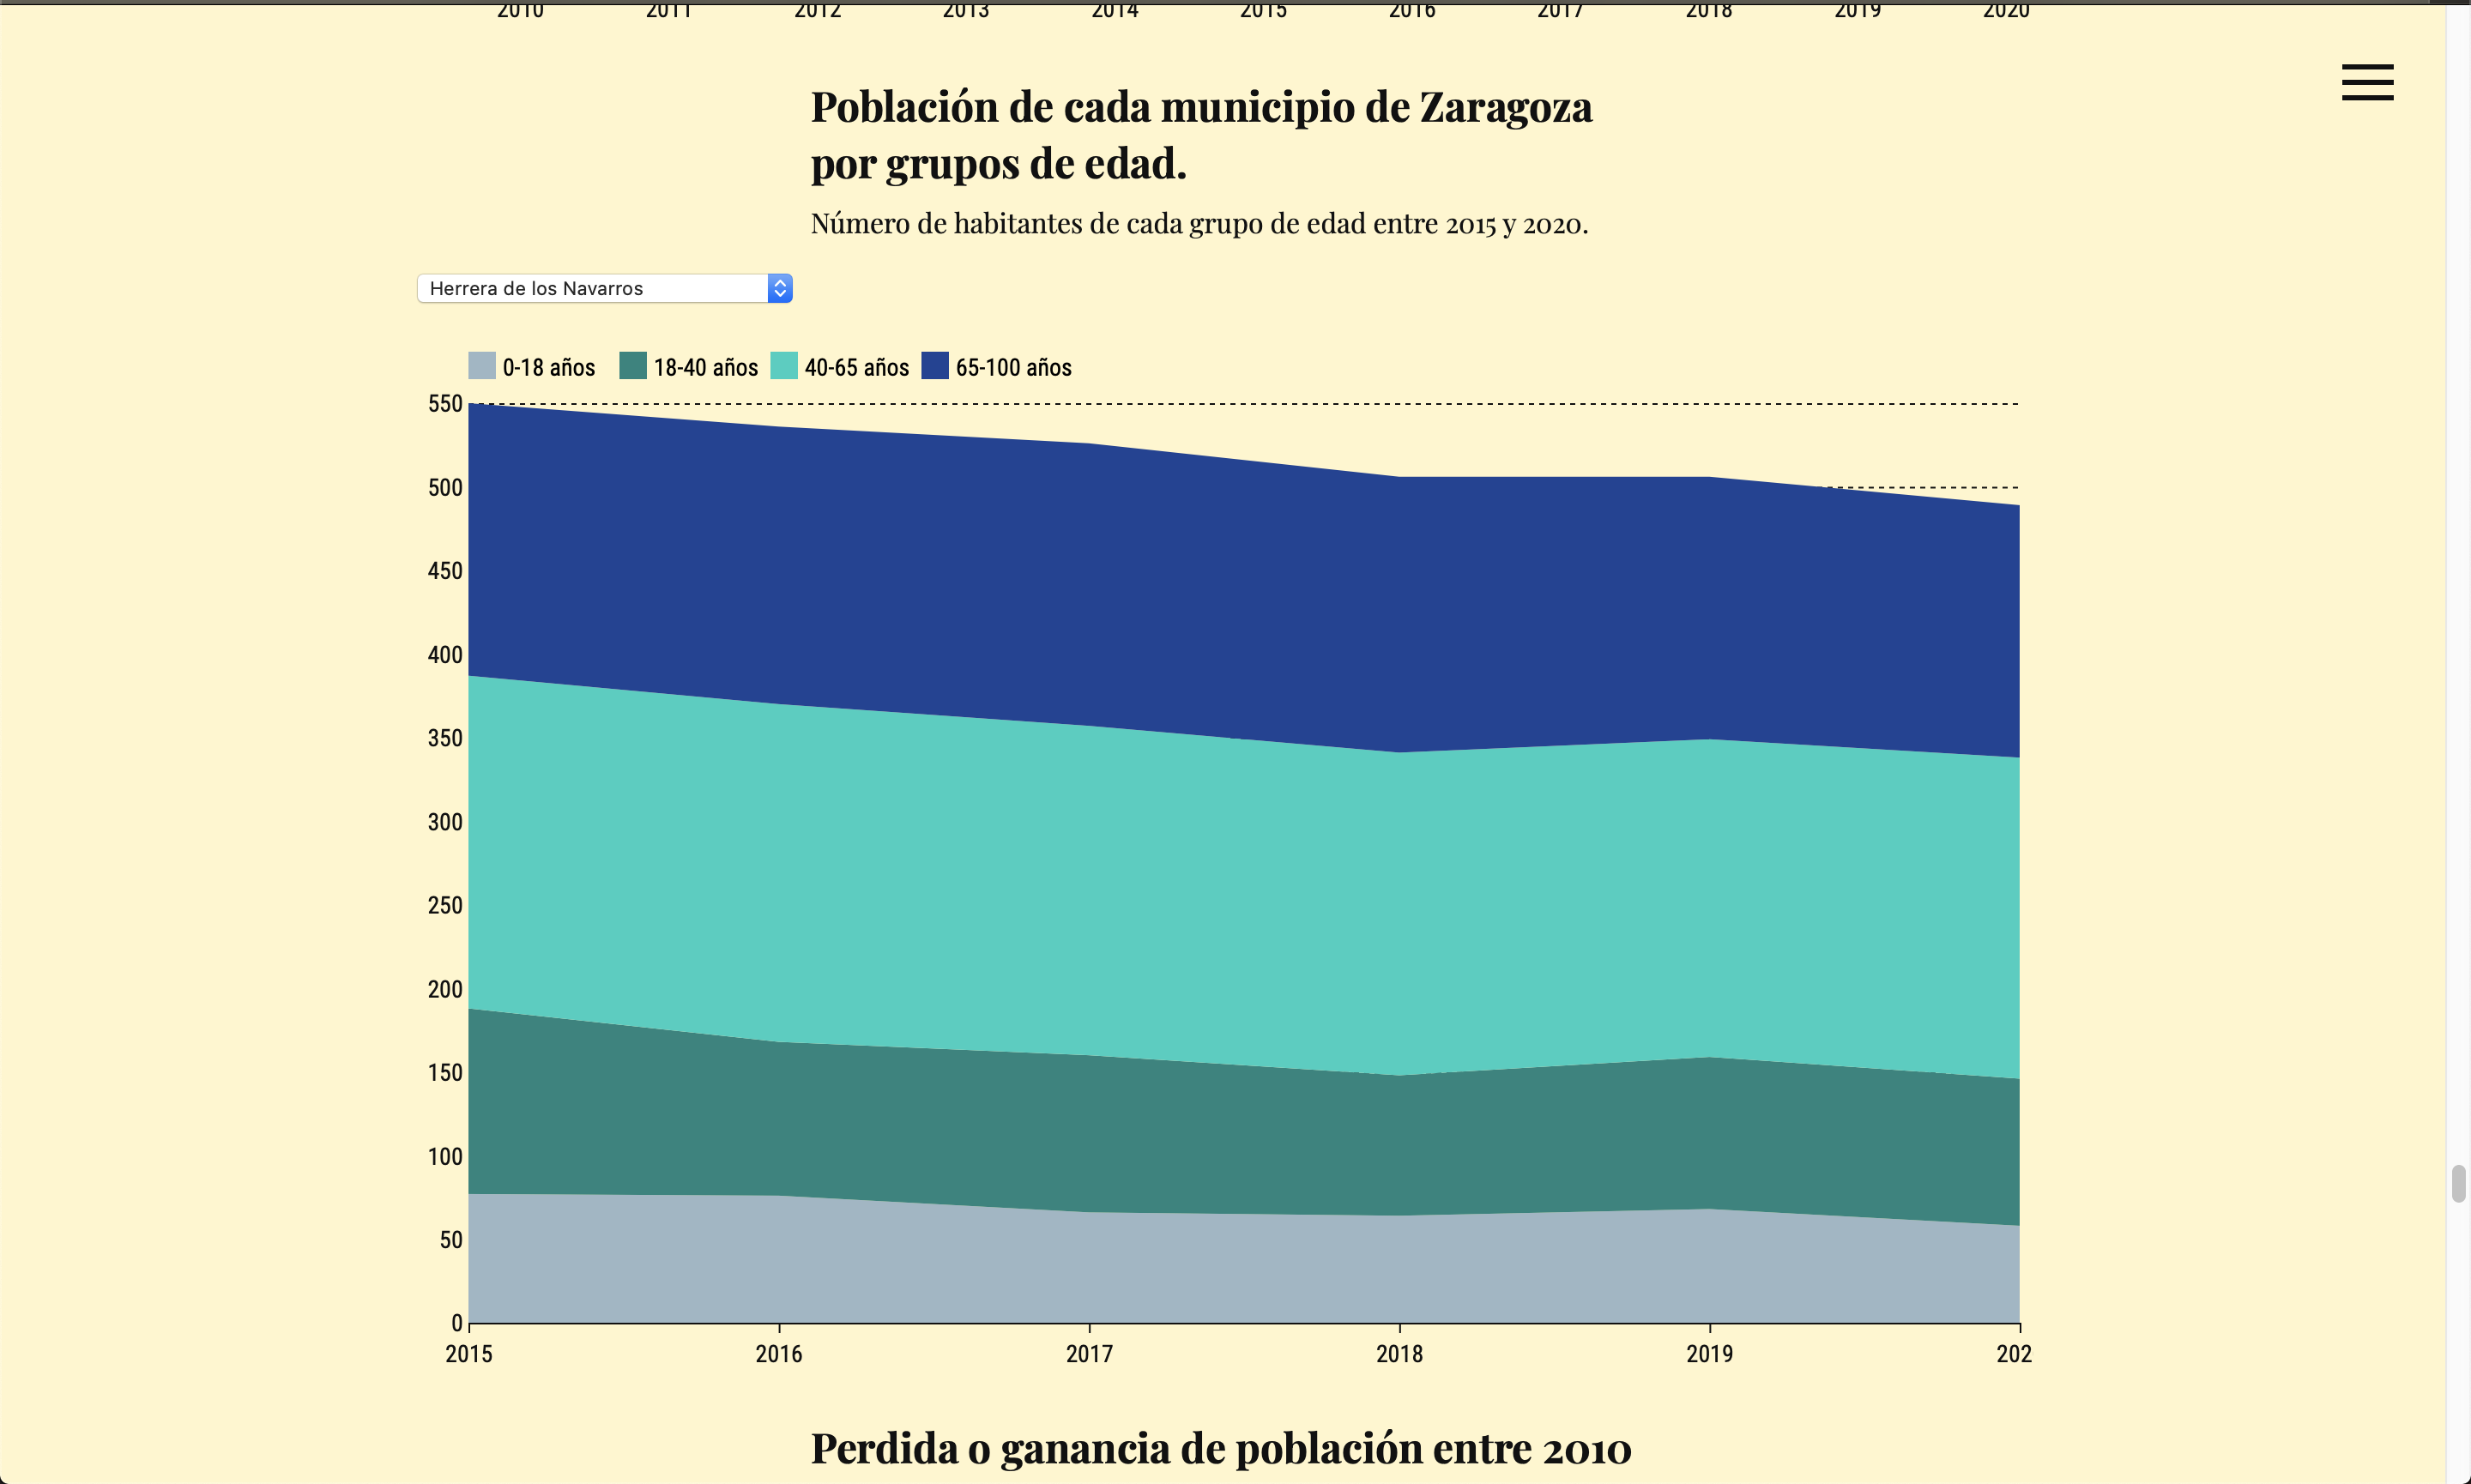 2010 2011 2012 2013 2014 2015 2016 2017 2018 2019 2020
Población de cada municipio de Zaragoza
por grupos de edad.
Número de habitantes de cada grupo de edad entre 2015 y 2020.
Herrera de los Navarros
0-18 años 18-40 años 40-65 años 65-100 años
550
500
450
400
350
300
250
200
150
100
50
0
2015 2016 2017 2018 2019 202
Perdida o ganancia de población entre 2010